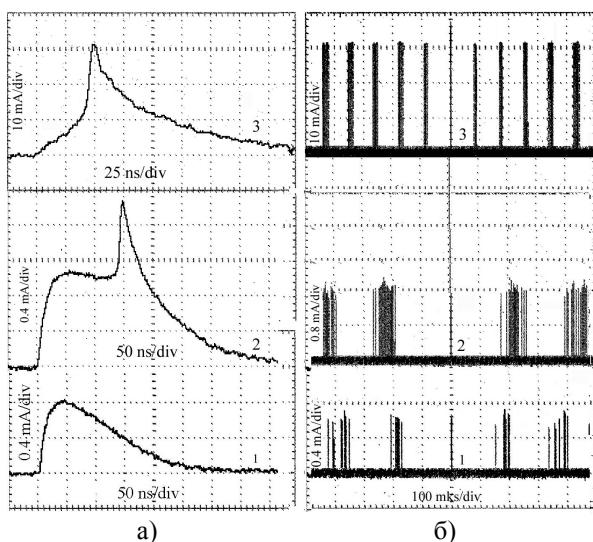 10 mA/div
3
25 ns/div
0.4 mA/div
2
50 ns/div
0.4 mA/div
1
50 ns/div
а)
10 mA/div
3
0.8 mA/div
2
0.4 mA/div
1
100 mks/div
б)